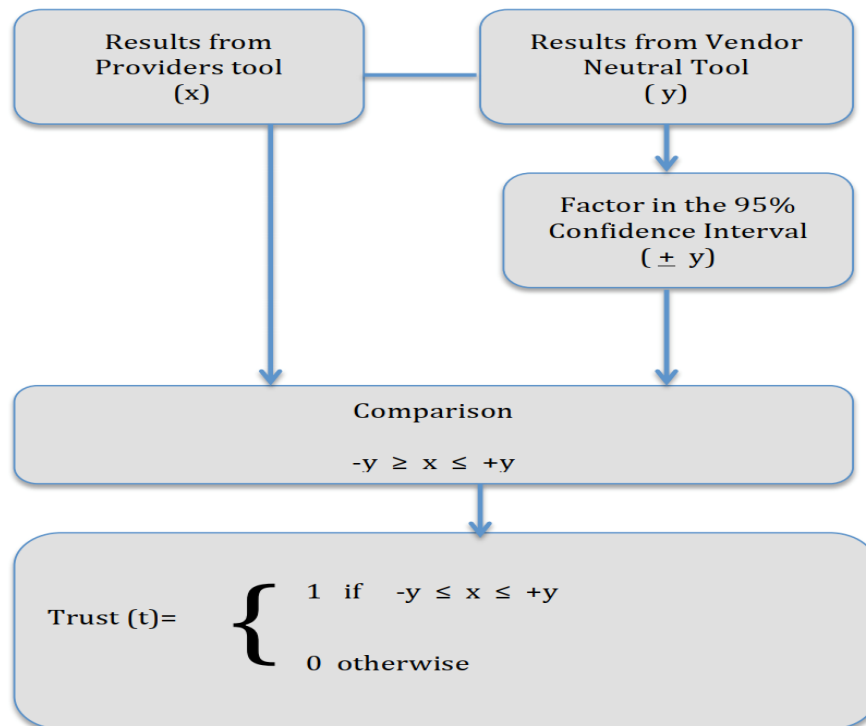 Results from
Providers tool
(x)
Results from Vendor
Neutral Tool
( y)
Factor in the 95%
Confidence Interval
( ± y)
Comparison
-y ≥ x ≤ +y
Trust (t)= {
1 if -y ≤ x ≤ +y
0 otherwise